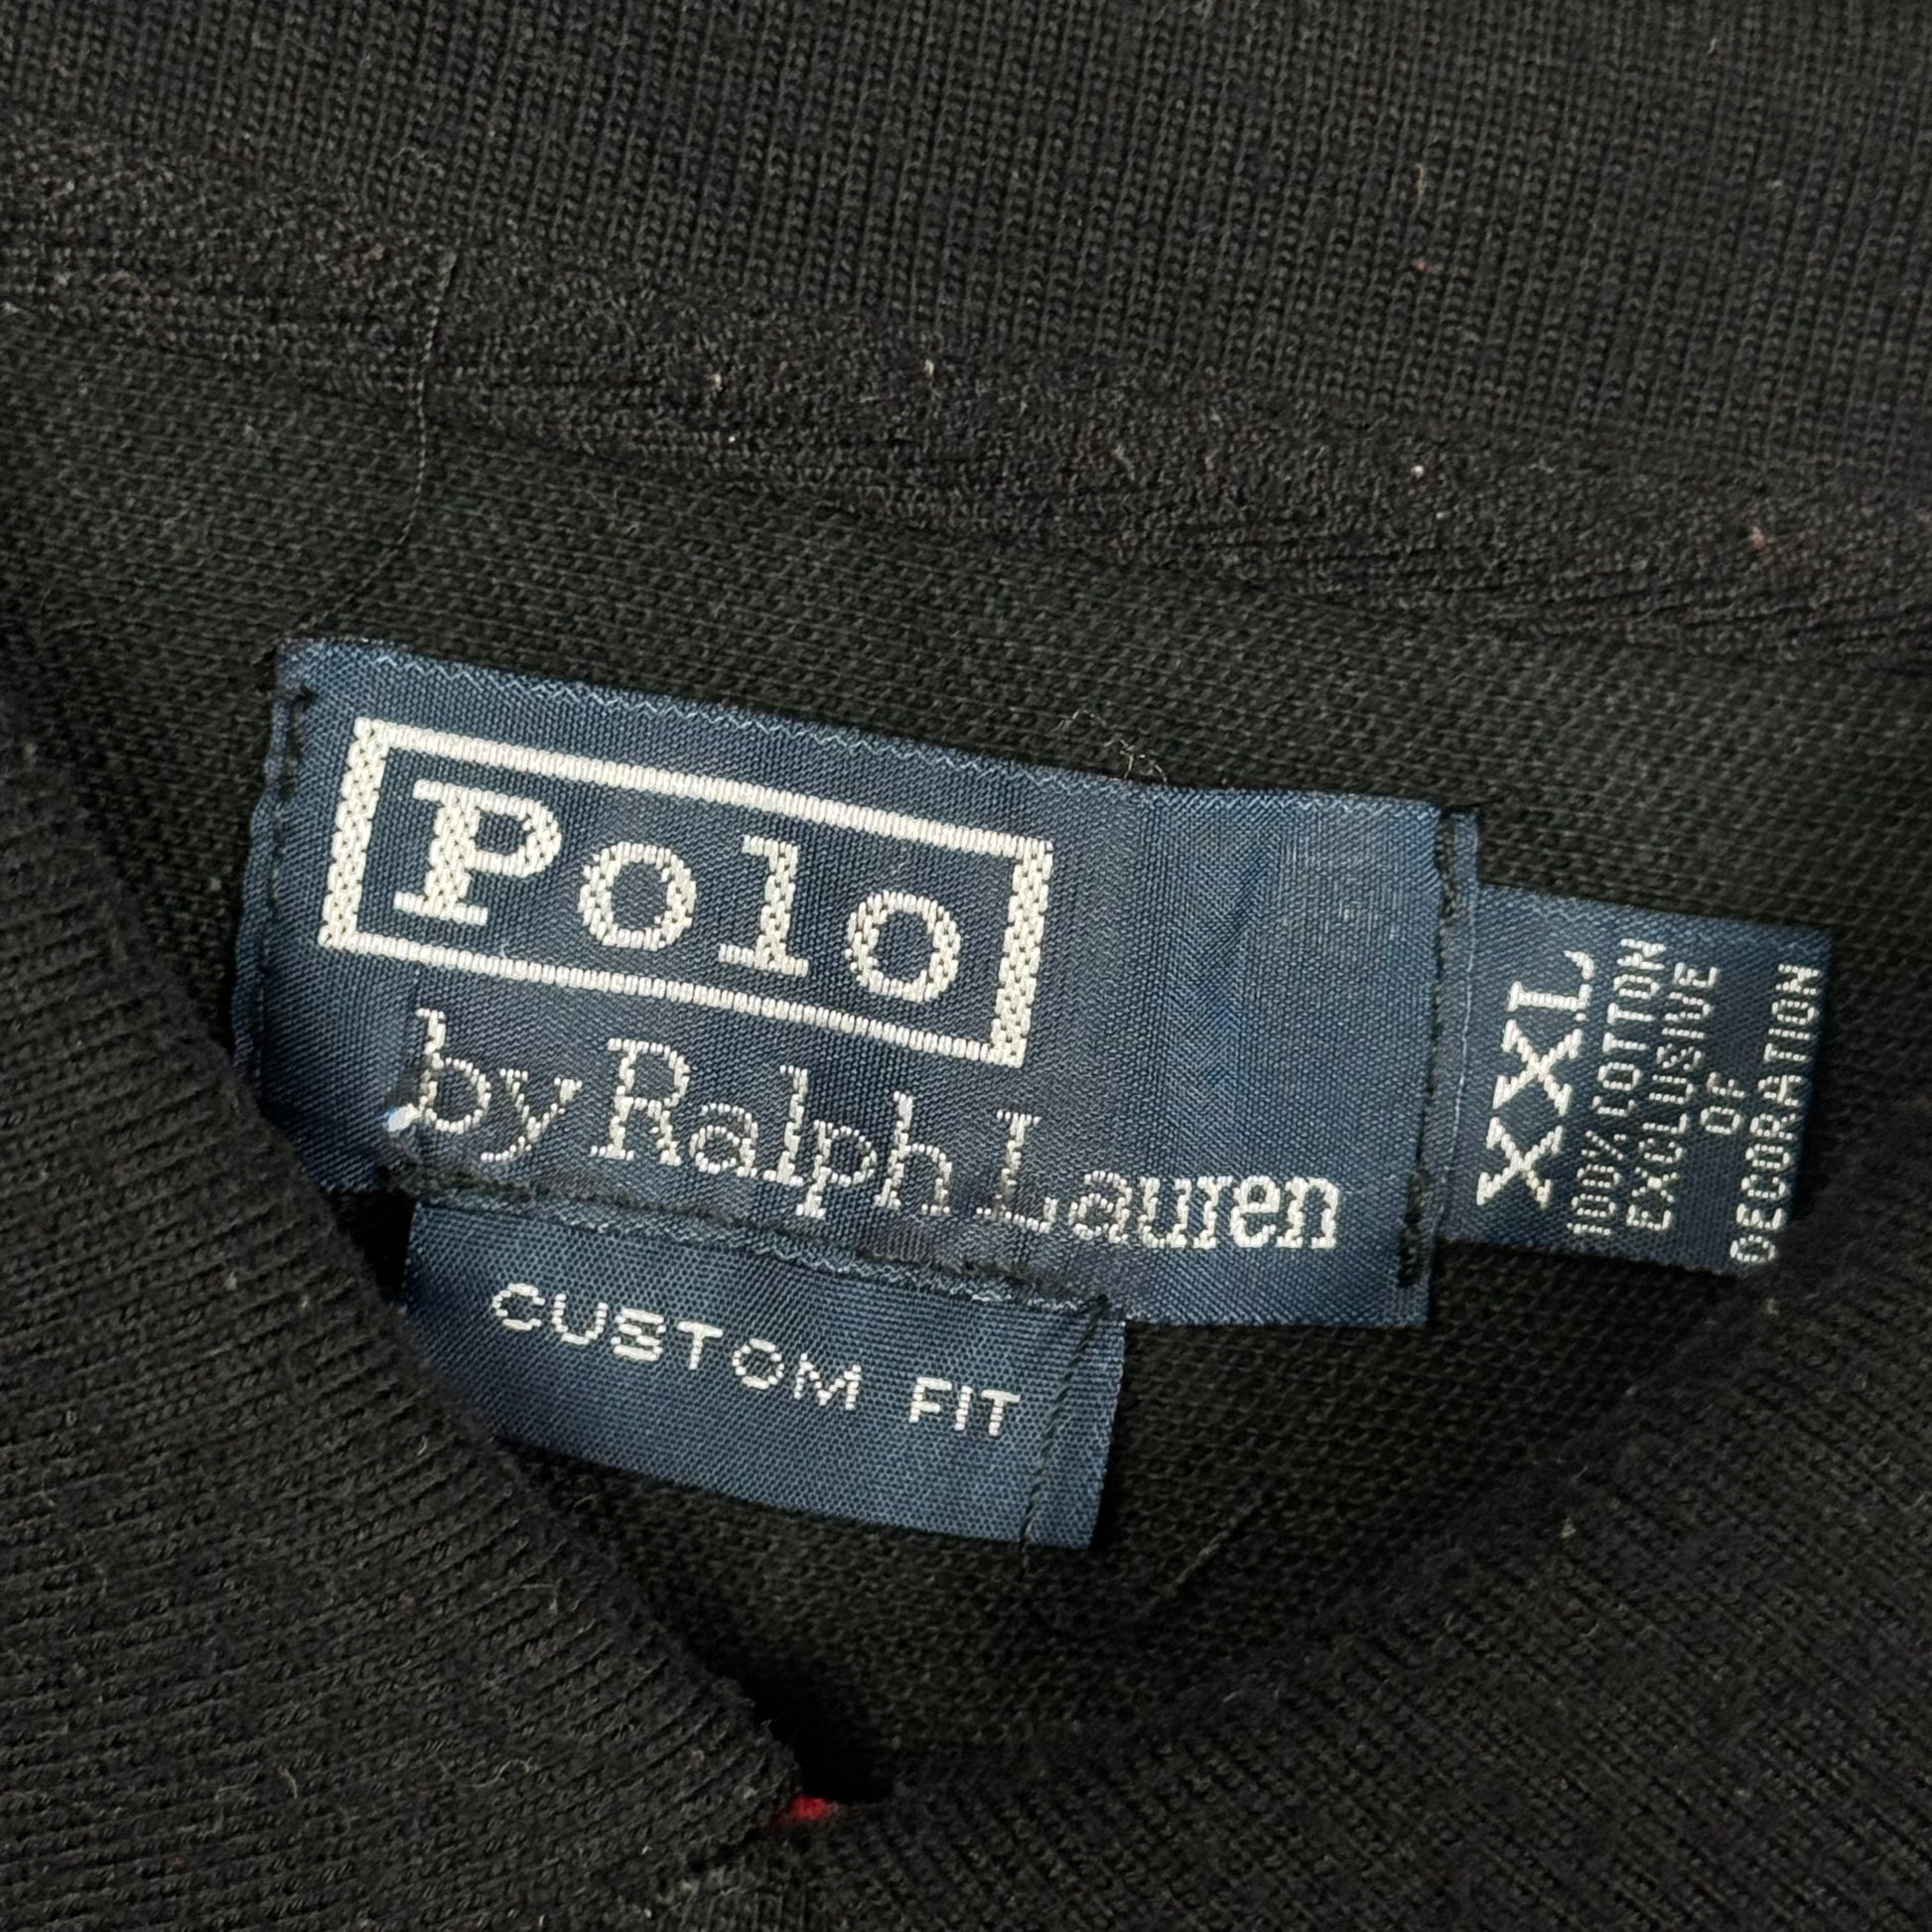 Polo
by Ralph Lauren
CUSTOM FIT
XXL
100% COTTON
EXCLUSIVE
OF
DECORATION